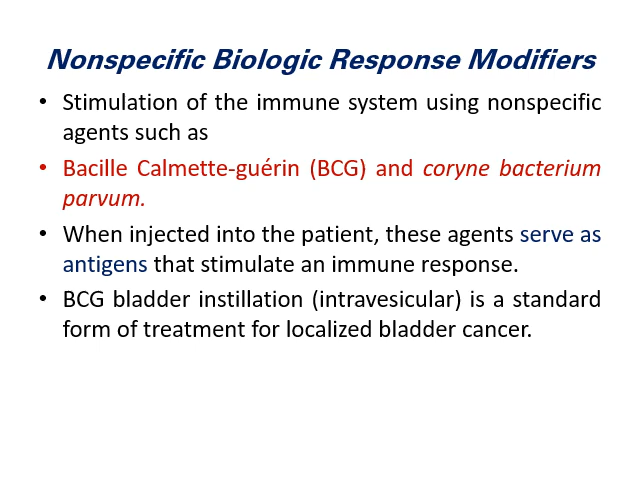 Nonspecific Biologic Response Modifiers
• Stimulation of the immune system using nonspecific
agents such as
• Bacille Calmette-guérin (BCG) and coryne bacterium
parvum.
• When injected into the patient, these agents serve as
antigens that stimulate an immune response.
• BCG bladder instillation (intravesicular) is a standard
form of treatment for localized bladder cancer.